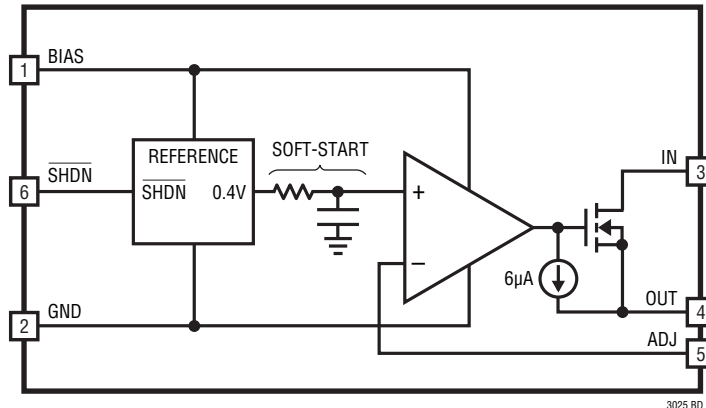 1 BIAS
REFERENCE
SOFT-START
IN 3
6 SHDN
SHDN 0.4V
+
–
6µA
2 GND
OUT 4
ADJ 5
3025 BD